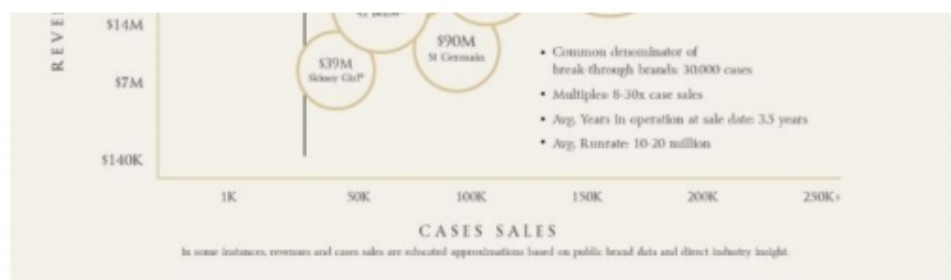 REVE
$14M
$7M
$140K
$39M
Skinny Girl®
$90M
St Germain
• Common denominator of
break-through brands: 30,000 cases
• Multiples: 8-30x case sales
• Avg. Years in operation at sale date: 3.5 years
• Avg. Runrate: 10-20 million
1K 50K 100K 150K 200K 250K+
CASES SALES
In some instances, revenues and cases sales are educated approximations based on public brand data and direct industry insight.